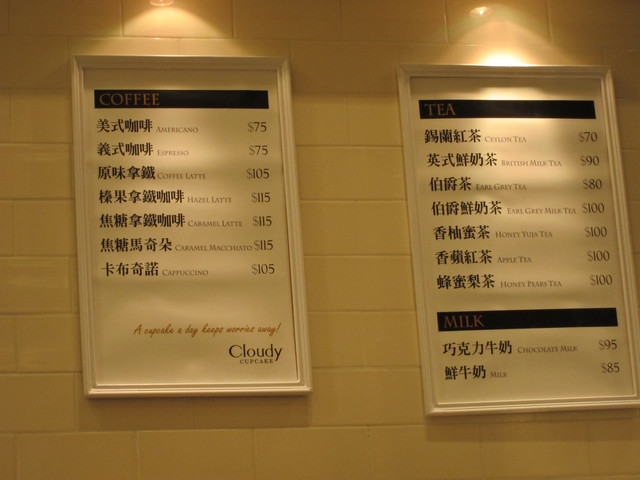 COFFEE
美式咖啡 AMERICANO $75
義式咖啡 ESPRESSO $75
原味拿鐵 COFFEE LATTE $105
榛果拿鐵咖啡 HAZEL LATTE $115
焦糖拿鐵咖啡 CARAMEL LATTE $115
焦糖馬奇朵 CARAMEL MACCHIATO $115
卡布奇諾 CAPPUCCINO $105
A cupcake a day keeps worries away!
Cloudy
CUPCAKE
TEA
錫蘭紅茶 CEYLON TEA $70
英式鮮奶茶 BRITISH MILK TEA $90
伯爵茶 EARL GREY TEA $80
伯爵鮮奶茶 EARL GREY MILK TEA $100
香柚蜜茶 HONEY YUJA TEA $100
香蘋紅茶 APPLE TEA $100
蜂蜜梨茶 HONEY PEARS TEA $100
MILK
巧克力牛奶 CHOCOLATE MILK $95
鮮牛奶 MILK $85